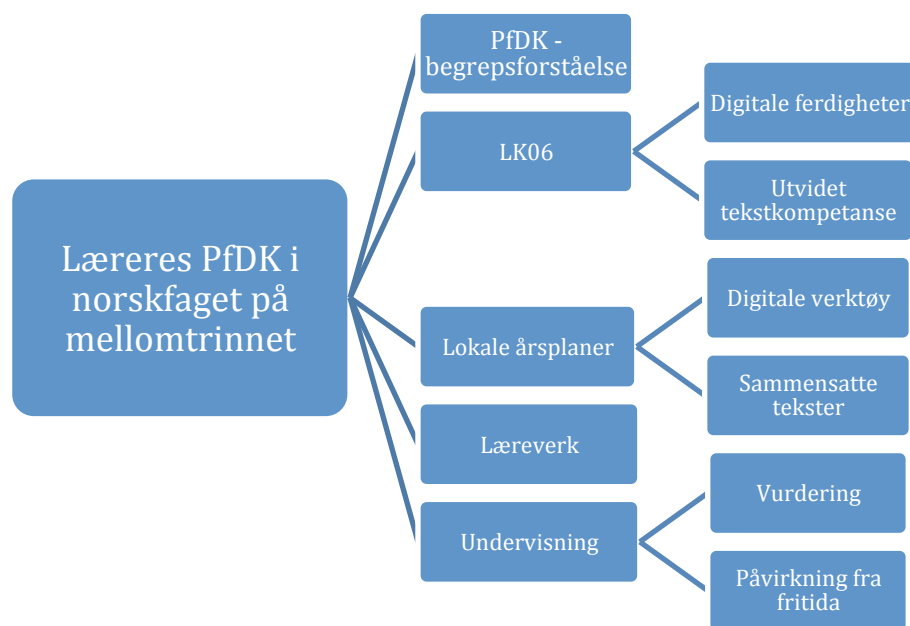 PfDK -
begrepsforståelse
Digitale ferdigheter
LK06
Utvidet
tekstkompetanse
Læreres PfDK i
norskfaget på
mellomtrinnet
Digitale verktøy
Lokale årsplaner
Sammensatte
tekster
Læreverk
Vurdering
Undervisning
Påvirkning fra
fritida